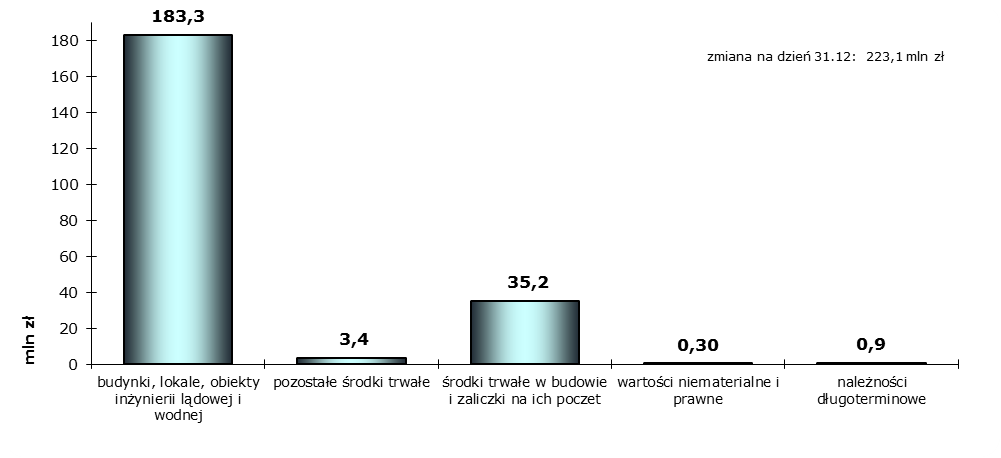 183,3
180
zmiana na dzień 31.12: 223,1 mln zł
160
140
120
100
80
60
40
35,2
20
3,4
0,30
0,9
0
mln zł
budynki, lokale, obiekty
inżynierii lądowej i
wodnej
pozostałe środki trwałe
środki trwałe w budowie
i zaliczki na ich poczet
wartości niematerialne i
prawne
należności
długoterminowe